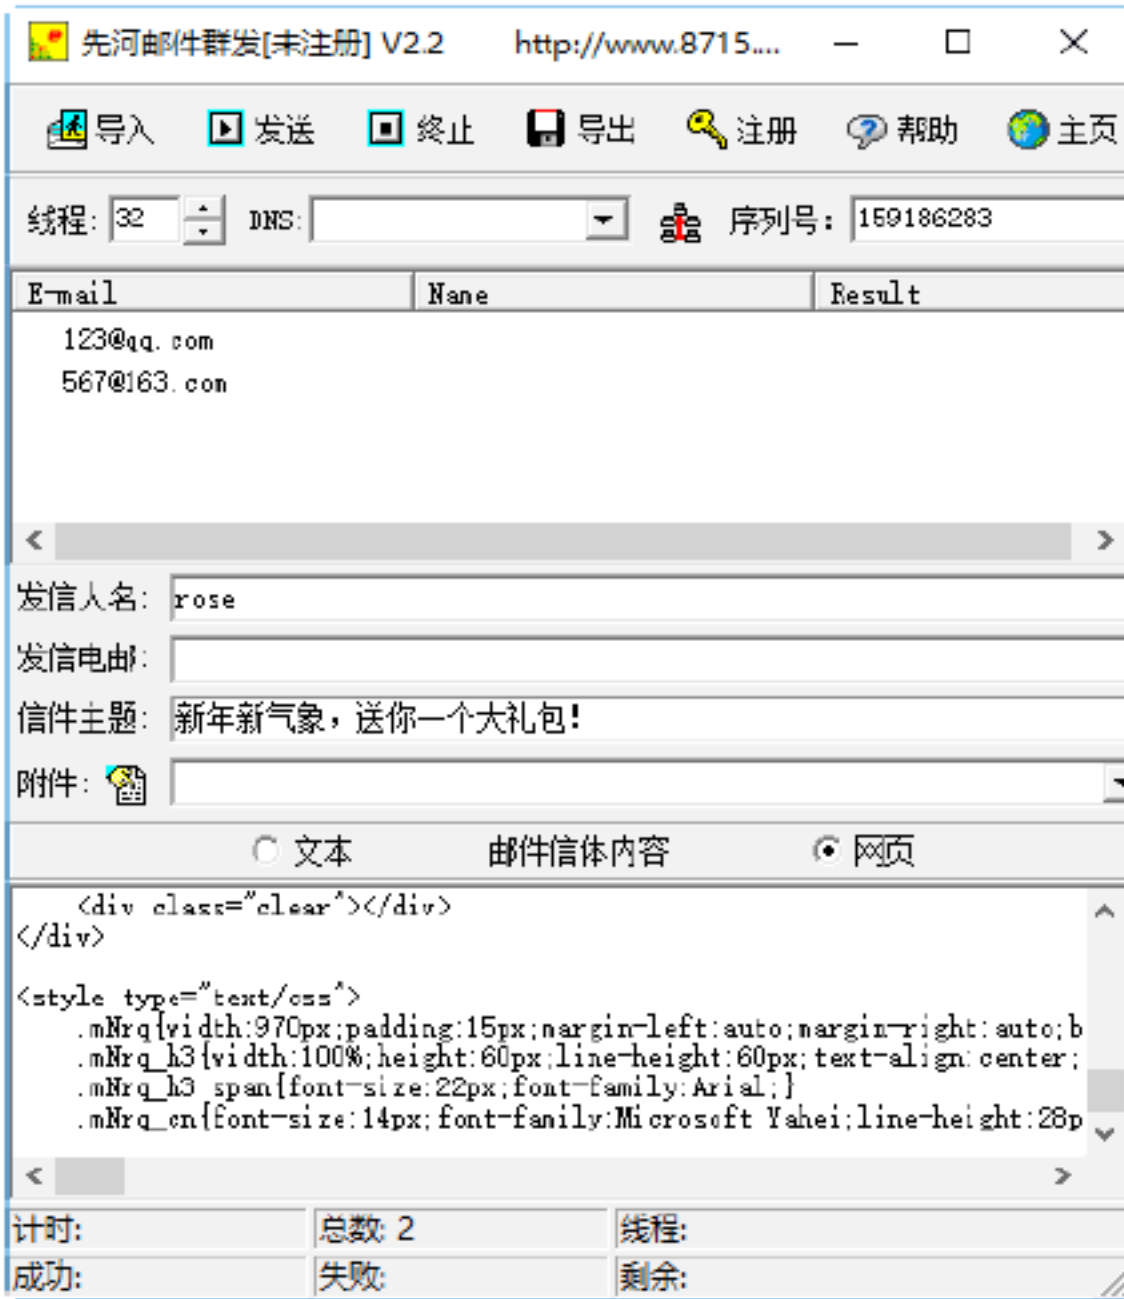 先河邮件群发[未注册] V2.2 http://www.8715....
导入 发送 终止 导出 注册 帮助 主页
线程: 32 DNS: 序列号: 159186283
E-mail Name Result
123@qq.com
567@163.com
发信人名: rose
发信电邮:
信件主题: 新年新气象，送你一个大礼包!
附件:
文本 邮件信体内容 网页
<div class="clear"></div>
</div>
<style type="text/css">
.mNrq{width:970px;padding:15px;margin-left:auto;margin-right:auto;b
.mNrq_h3{width:100%;height:60px;line-height:60px;text-align:center;
.mNrq_h3 span{font-size:22px;font-family:Arial;}
.mNrq_cn{font-size:14px;font-family:Microsoft Yahei;line-height:28p
计时: 总数: 2 线程:
成功: 失败: 剩余: